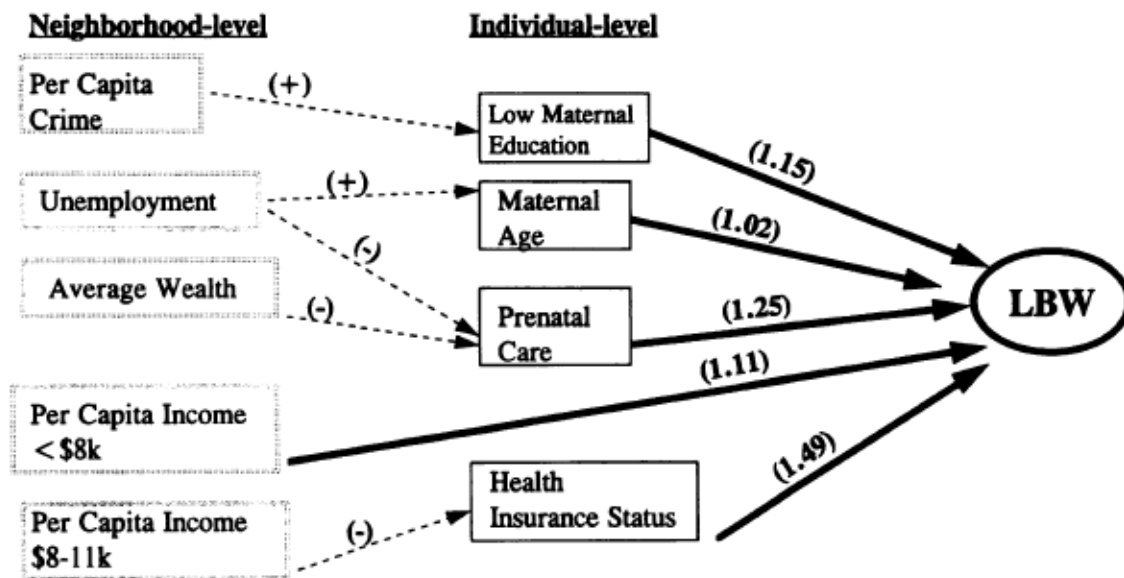 Neighborhood-level
Individual-level
Per Capita
Crime
(+)
Low Maternal
Education
(1.15)
Unemployment
(+)
(-)
Maternal
Age
(1.02)
Average Wealth
(-)
Prenatal
Care
(1.25)
LBW
Per Capita Income
< $8k
(1.11)
Per Capita Income
$8-11k
(-)
Health
Insurance Status
(1.49)